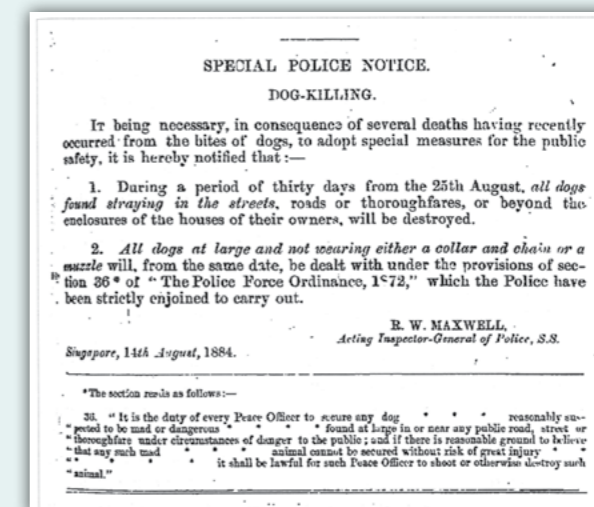 SPECIAL POLICE NOTICE.
DOG-KILLING.
IT being necessary, in consequence of several deaths having recently
occurred from the bites of dogs, to adopt special measures for the public
safety, it is hereby notified that :—
1. During a period of thirty days from the 25th August, all dogs
found straying in the streets, roads or thoroughfares, or beyond the
enclosures of the houses of their owners, will be destroyed.
2. All dogs at large and not wearing either a collar and chain or a
muzzle will, from the same date, be dealt with under the provisions of sec-
tion 36* of " The Police Force Ordinance, 1872," which the Police have
been strictly enjoined to carry out.
R. W. MAXWELL,
Acting Inspector-General of Police, S.S.
Singapore, 14th August, 1884.
*The section reads as follows:—
36. " It is the duty of every Peace Officer to secure any dog * * * reasonably sus-
" pected to be mad or dangerous * * * * found at large in or near any public road, street or
" thoroughfare under circumstances of danger to the public ; and if there is reasonable ground to believe
" that any such mad * * * animal cannot be secured without risk of great injury * *
" * * * * it shall be lawful for such Peace Officer to shoot or otherwise destroy such
" animal."